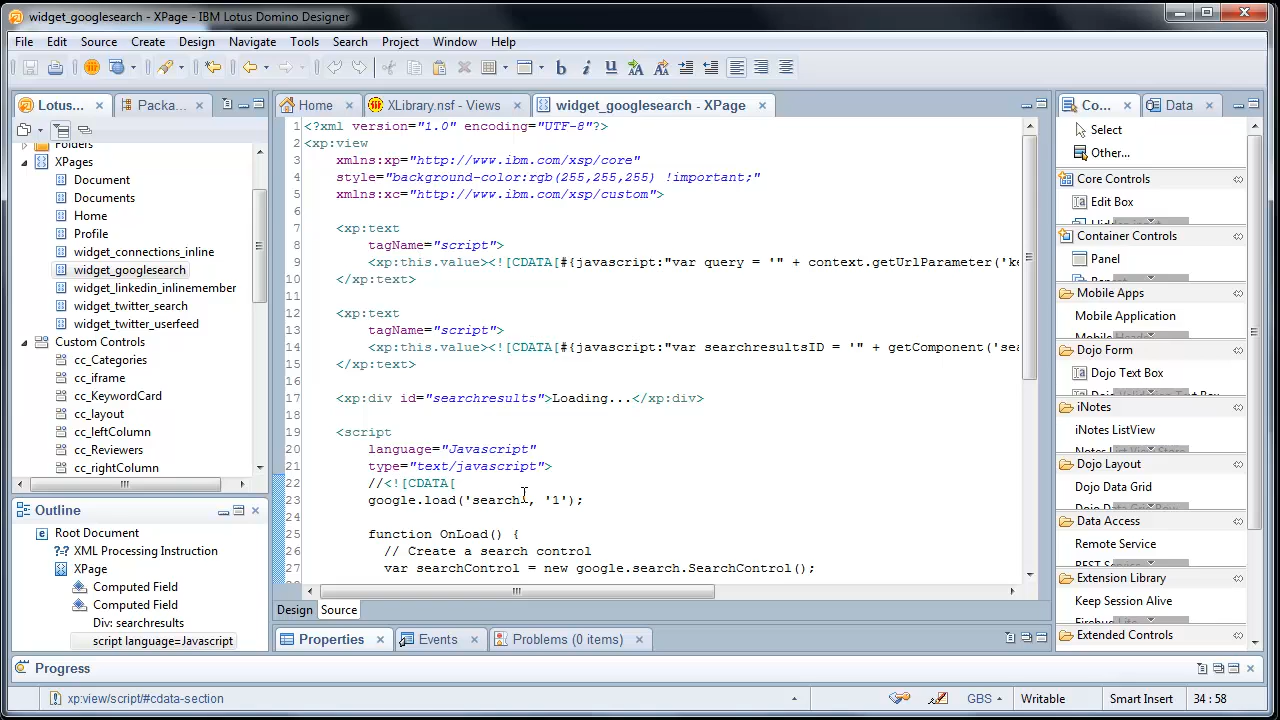 widget_googlesearch - XPage - IBM Lotus Domino Designer
File Edit Source Create Design Navigate Tools Search Project Window Help
Lotus... Packa...
Folders
XPages
Document
Documents
Home
Profile
widget_connections_inline
widget_googlesearch
widget_linkedin_inlinemember
widget_twitter_search
widget_twitter_userfeed
Custom Controls
cc_Categories
cc_iframe
cc_KeywordCard
cc_layout
cc_leftColumn
cc_Reviewers
cc_rightColumn
Outline
Root Document
?-? XML Processing Instruction
XPage
Computed Field
Computed Field
Div: searchresults
script language=Javascript
Home XLibrary.nsf - Views widget_googlesearch - XPage
1 <?xml version="1.0" encoding="UTF-8"?>
2 <xp:view
3 xmlns:xp="http://www.ibm.com/xsp/core"
4 style="background-color:rgb(255,255,255) !important;"
5 xmlns:xc="http://www.ibm.com/xsp/custom">
6
7 <xp:text
8 tagName="script">
9 <xp:this.value><![CDATA[#{javascript:"var query = '" + context.getUrlParameter('ke
10 </xp:text>
11
12 <xp:text
13 tagName="script">
14 <xp:this.value><![CDATA[#{javascript:"var searchresultsID = '" + getComponent('sea
15 </xp:text>
16
17 <xp:div id="searchresults">Loading...</xp:div>
18
19 <script
20 language="Javascript"
21 type="text/javascript">
22 //<![CDATA[
23 google.load('search', '1');
24
25 function OnLoad() {
26 // Create a search control
27 var searchControl = new google.search.SearchControl();
Design Source
Properties Events Problems (0 items)
Co... Data
Select
Other...
Core Controls
Edit Box
Container Controls
Panel
Mobile Apps
Mobile Application
Dojo Form
Dojo Text Box
iNotes
iNotes ListView
Dojo Layout
Dojo Data Grid
Data Access
Remote Service
Extension Library
Keep Session Alive
Extended Controls
Progress
xp:view/script/#cdata-section GBS Writable Smart Insert 34 : 58